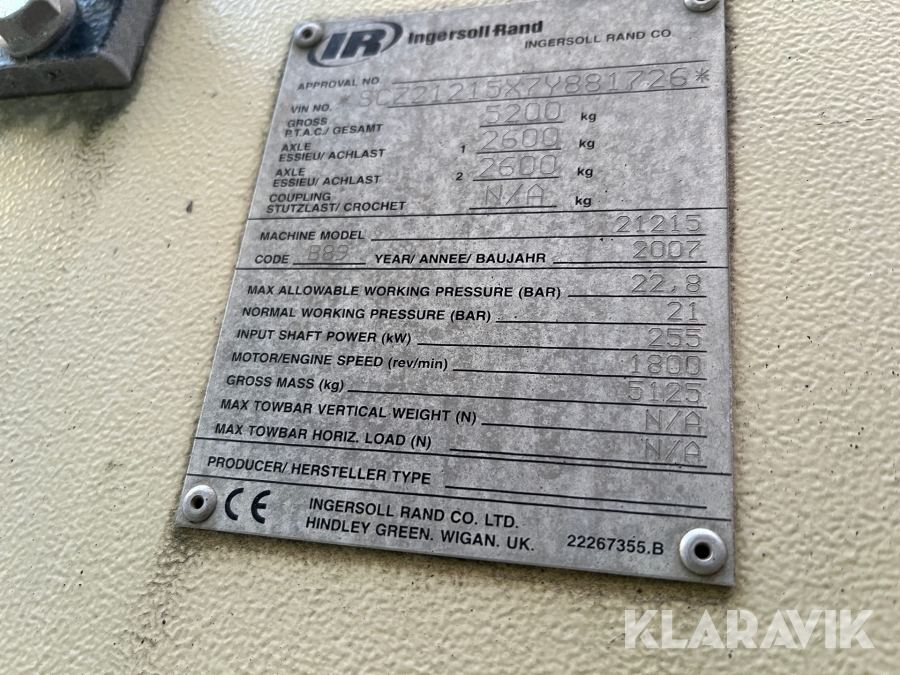 IR Ingersoll Rand
INGERSOLL RAND CO
APPROVAL NO.
VIN NO. *SCZ21215X7Y881726*
GROSS 5200 kg
P.T.A.C./ GESAMT
AXLE 1 2600 kg
ESSIEU/ ACHLAST
AXLE 2 2600 kg
ESSIEU/ ACHLAST
COUPLING N/A kg
STUTZLAST/ CROCHET
MACHINE MODEL 21215
CODE B89 YEAR/ ANNEE/ BAUJAHR 2007
MAX ALLOWABLE WORKING PRESSURE (BAR) 22,8
NORMAL WORKING PRESSURE (BAR) 21
INPUT SHAFT POWER (kW) 255
MOTOR/ENGINE SPEED (rev/min) 1800
GROSS MASS (kg) 5125
MAX TOWBAR VERTICAL WEIGHT (N) N/A
MAX TOWBAR HORIZ. LOAD (N) N/A
PRODUCER/ HERSTELLER TYPE
CE INGERSOLL RAND CO. LTD.
HINDLEY GREEN. WIGAN. UK. 22267355.B
KLARAVIK